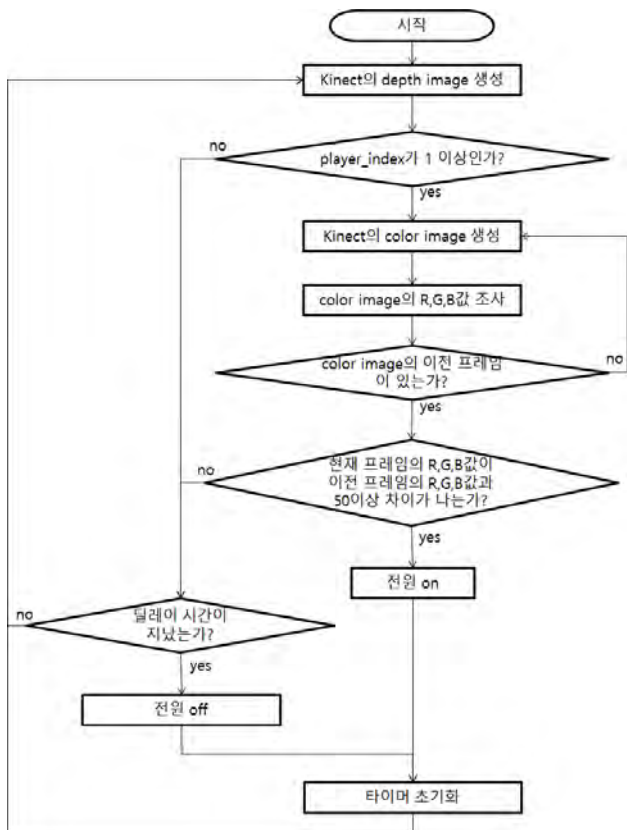 시작
Kinect의 depth image 생성
no
player_index가 1 이상인가?
yes
Kinect의 color image 생성
color image의 R,G,B값 조사
color image의 이전 프레임
이 있는가?
no
yes
no
현재 프레임의 R,G,B값이
이전 프레임의 R,G,B값과
50이상 차이가 나는가?
yes
전원 on
no
딜레이 시간이
지났는가?
yes
전원 off
타이머 초기화